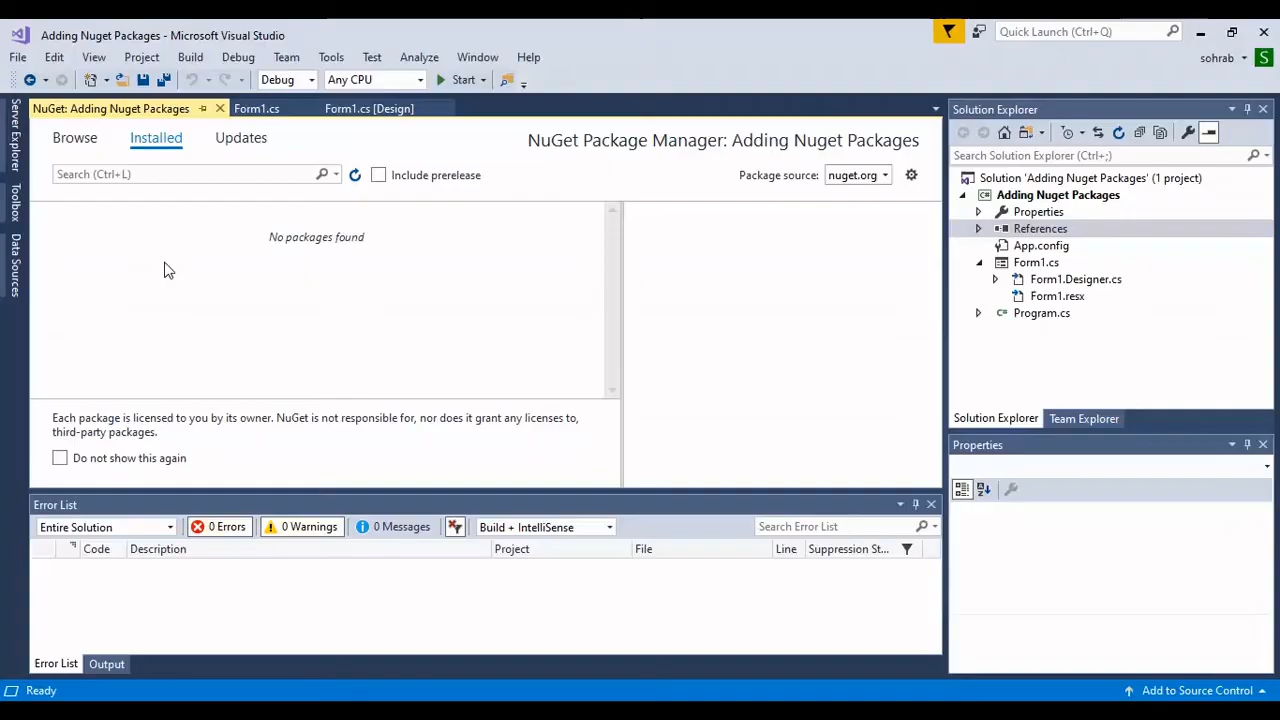 Adding Nuget Packages - Microsoft Visual Studio
Quick Launch (Ctrl+Q)
File Edit View Project Build Debug Team Tools Test Analyze Window Help
sohrab S
Debug Any CPU Start
Server Explorer
Toolbox
Data Sources
NuGet: Adding Nuget Packages Form1.cs Form1.cs [Design]
Browse Installed Updates
NuGet Package Manager: Adding Nuget Packages
Search (Ctrl+L)
Include prerelease
Package source: nuget.org
No packages found
Each package is licensed to you by its owner. NuGet is not responsible for, nor does it grant any licenses to,
third-party packages.
Do not show this again
Solution Explorer
Search Solution Explorer (Ctrl+;)
Solution 'Adding Nuget Packages' (1 project)
C# Adding Nuget Packages
Properties
References
App.config
Form1.cs
Form1.Designer.cs
Form1.resx
C# Program.cs
Solution Explorer Team Explorer
Properties
Error List
Entire Solution 0 Errors 0 Warnings 0 Messages Build + IntelliSense Search Error List
Code Description Project File Line Suppression St...
Error List Output
Ready
Add to Source Control